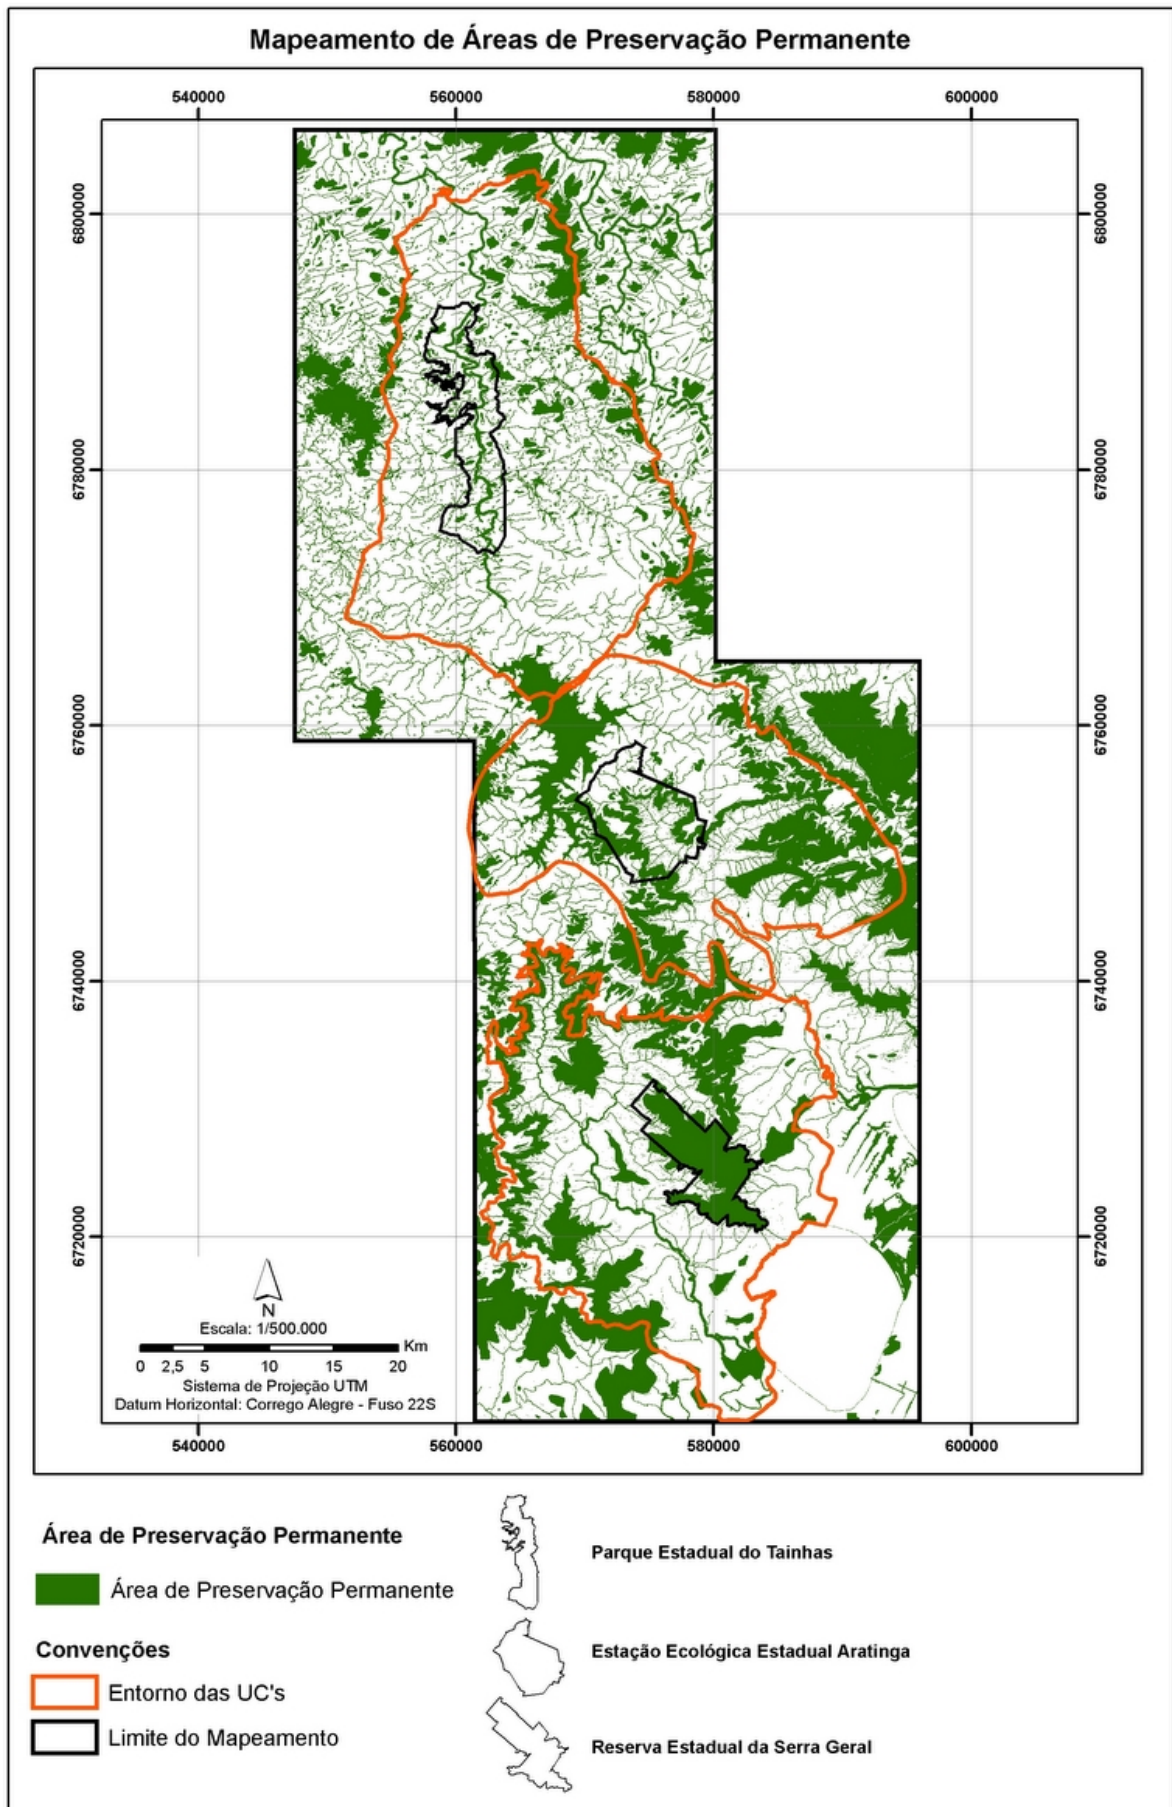 Mapeamento de Áreas de Preservação Permanente
540000 560000 580000 600000
6800000 6800000
6780000 6780000
6760000 6760000
6740000 6740000
6720000 6720000
N
Escala: 1/500.000
Km
0 2,5 5 10 15 20
Sistema de Projeção UTM
Datum Horizontal: Corrego Alegre - Fuso 22S
540000 560000 580000 600000
Área de Preservação Permanente
Área de Preservação Permanente
Convenções
Entorno das UC's
Limite do Mapeamento
Parque Estadual do Tainhas
Estação Ecológica Estadual Aratinga
Reserva Estadual da Serra Geral